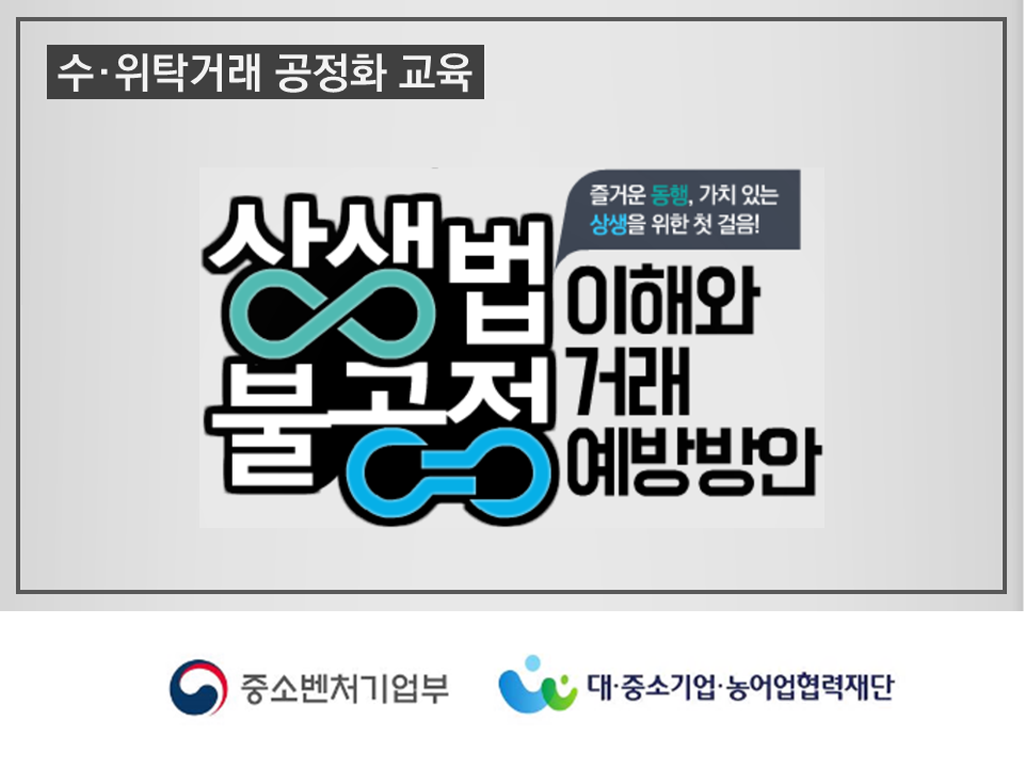 수·위탁거래 공정화 교육
즐거운 동행, 가치 있는
상생을 위한 첫 걸음!
상생법 이해와
불공정 거래
예방방안
중소벤처기업부
대·중소기업·농어업협력재단